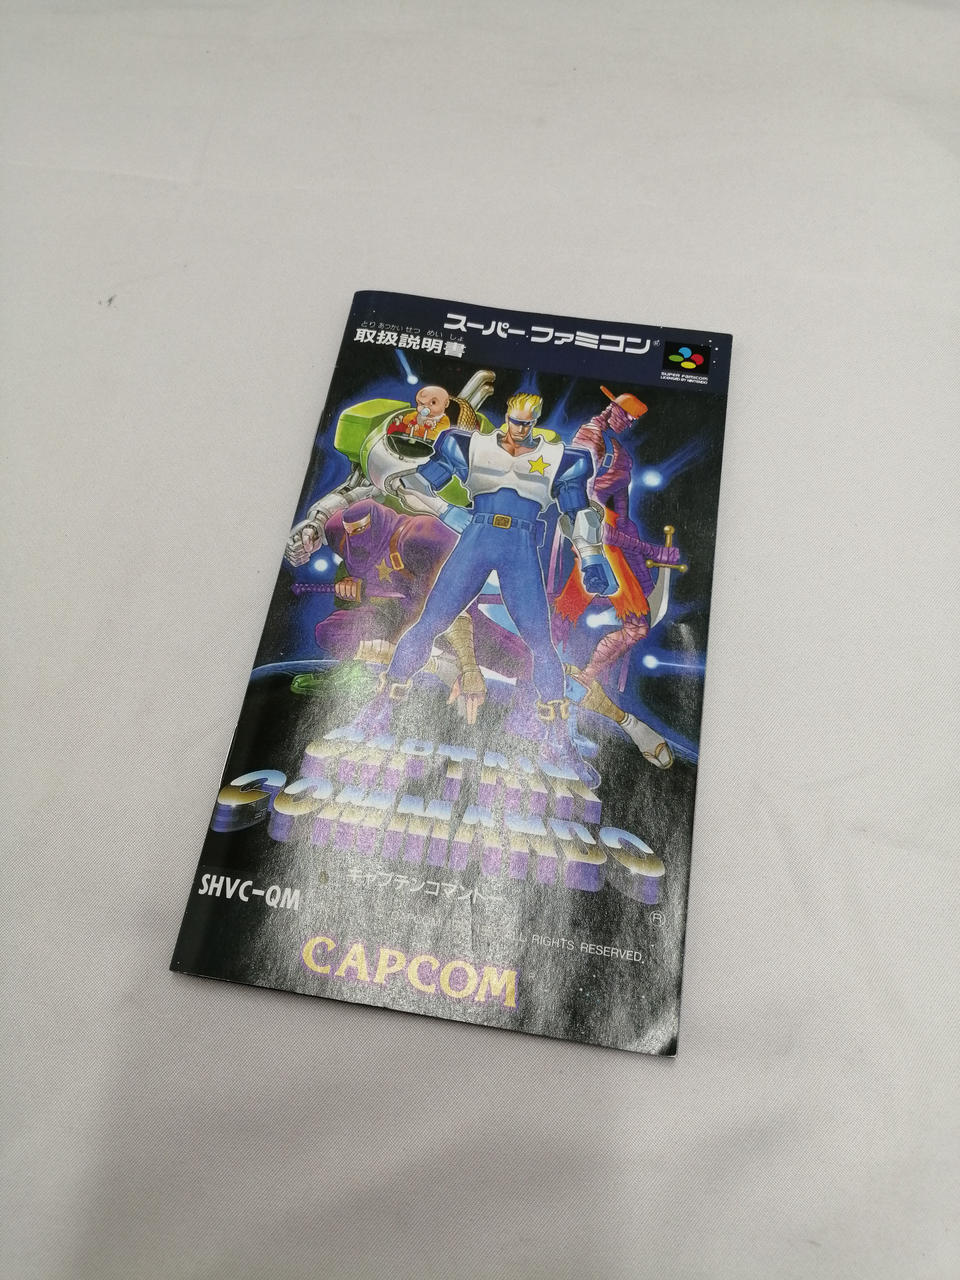 スーパーファミコン
とりあつかいせつめいしょ
取扱説明書
SUPER FAMICOM
LICENSED BY NINTENDO
CAPTAIN
COMMANDO
キャプテンコマンドー
®
SHVC-QM
CAPCOM ALL RIGHTS RESERVED.
CAPCOM